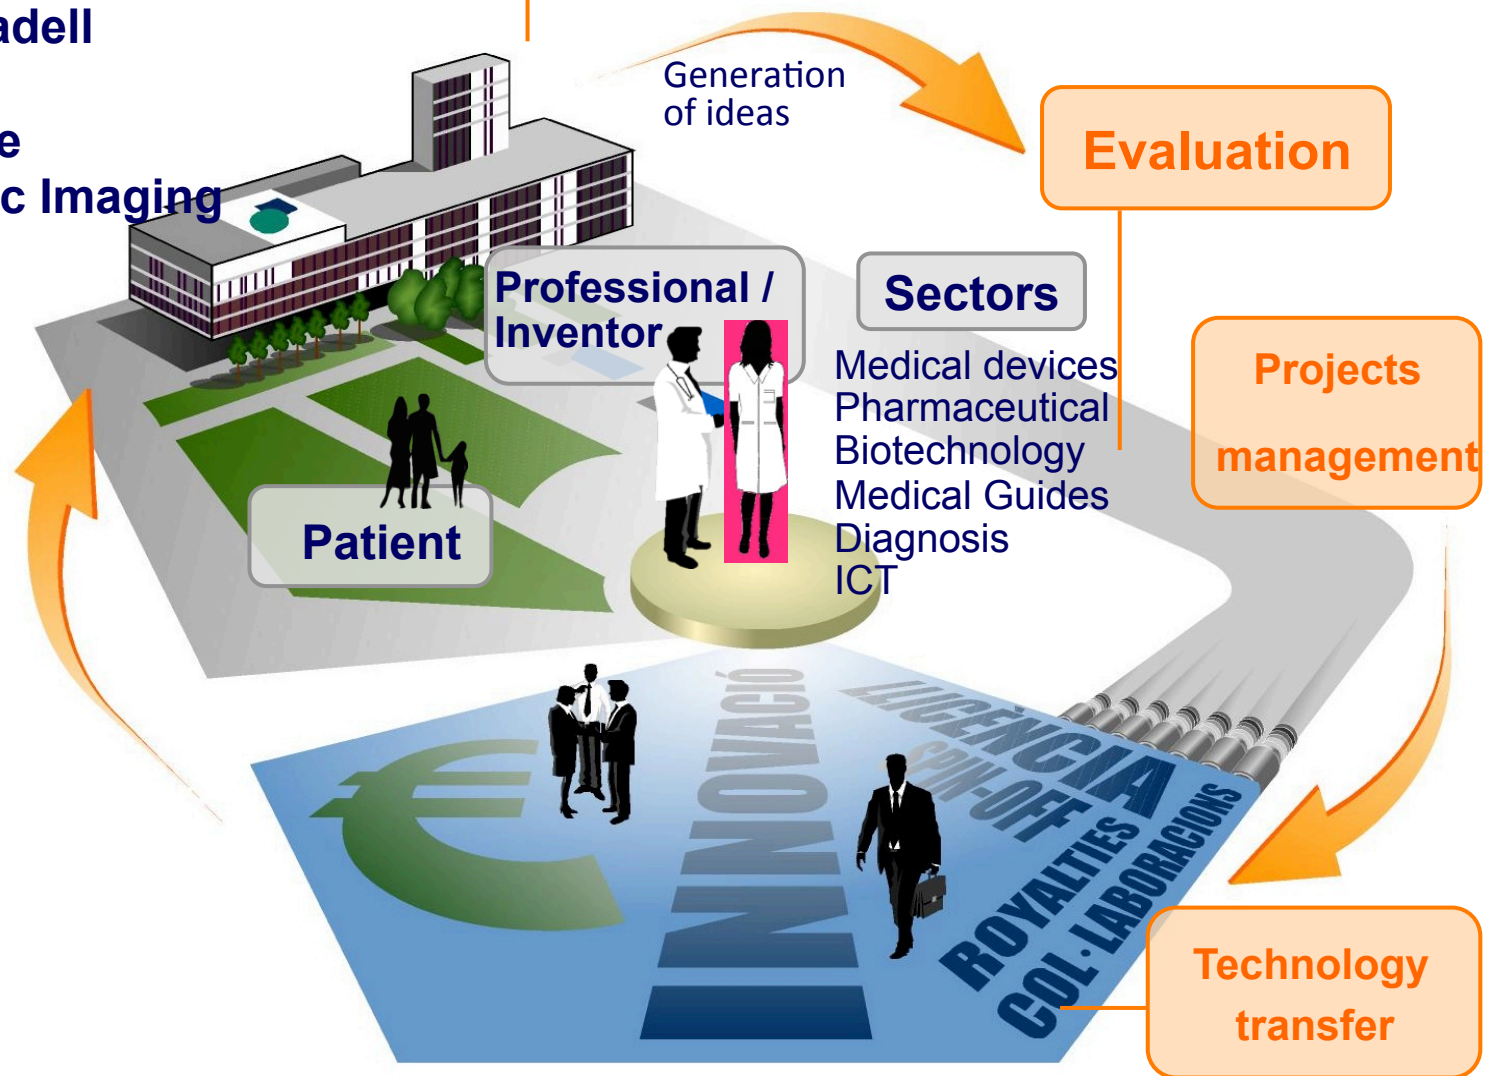 adell
e
c Imaging
Generation
of ideas
Evaluation
Professional /
Inventor
Sectors
Medical devices
Pharmaceutical
Biotechnology
Medical Guides
Diagnosis
ICT
Projects
management
Patient
INNOVACIÓ
LLICÈNCIA
SPIN-OFF
ROYALTIES
COL·LABORACIONS
€
Technology
transfer